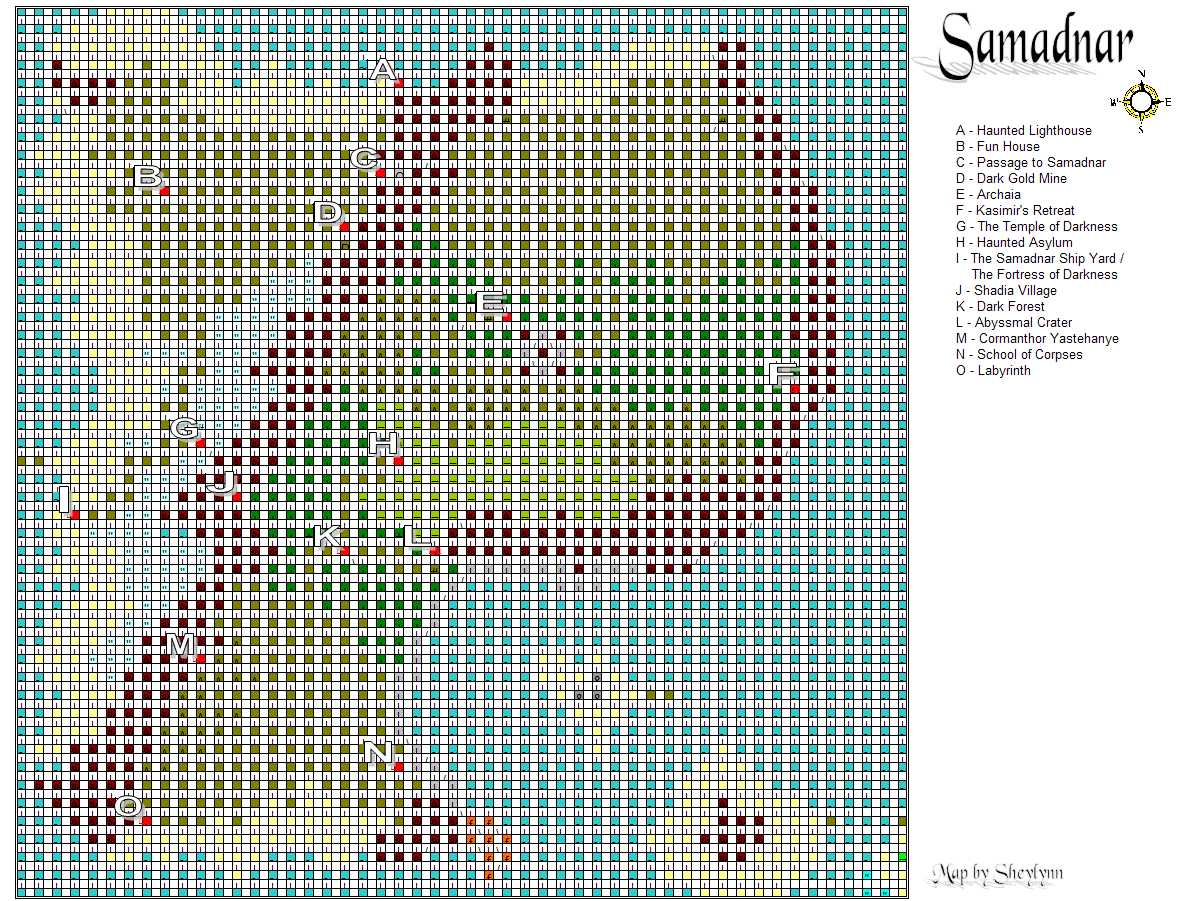 Samadnar
N
W E
S
A - Haunted Lighthouse
B - Fun House
C - Passage to Samadnar
D - Dark Gold Mine
E - Archaia
F - Kasimir's Retreat
G - The Temple of Darkness
H - Haunted Asylum
I - The Samadnar Ship Yard /
The Fortress of Darkness
J - Shadia Village
K - Dark Forest
L - Abyssmal Crater
M - Cormanthor Yastehanye
N - School of Corpses
O - Labyrinth
A
C
B
D
E
F
G
H
J
I
K
L
M
N
O
Map by Sheylynn